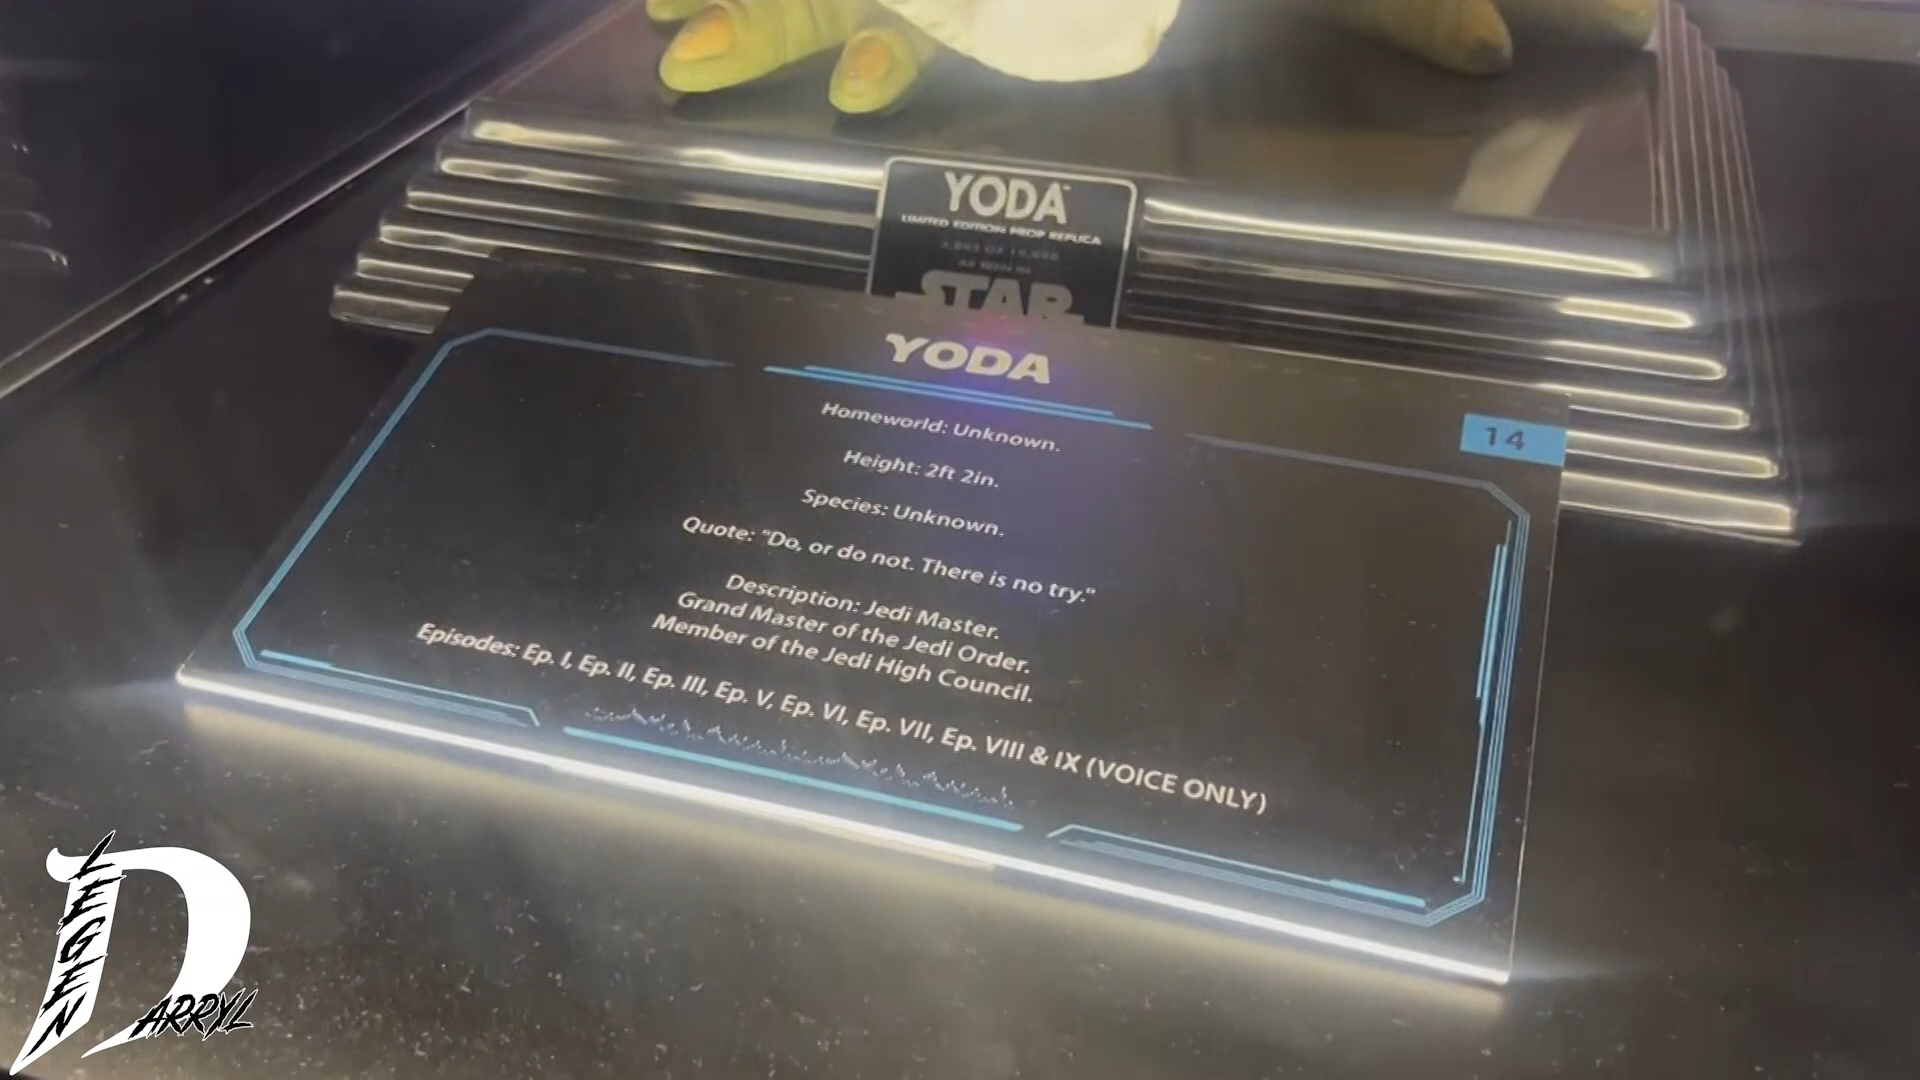 YODA
LIMITED EDITION PROP REPLICA
AS SEEN IN
STAR
YODA
14
Homeworld: Unknown.
Height: 2ft 2in.
Species: Unknown.
Quote: "Do, or do not. There is no try."
Description: Jedi Master.
Grand Master of the Jedi Order.
Member of the Jedi High Council.
Episodes: Ep. I, Ep. II, Ep. III, Ep. V, Ep. VI, Ep. VII, Ep. VIII & IX (VOICE ONLY)
LEGEN
DARRYL